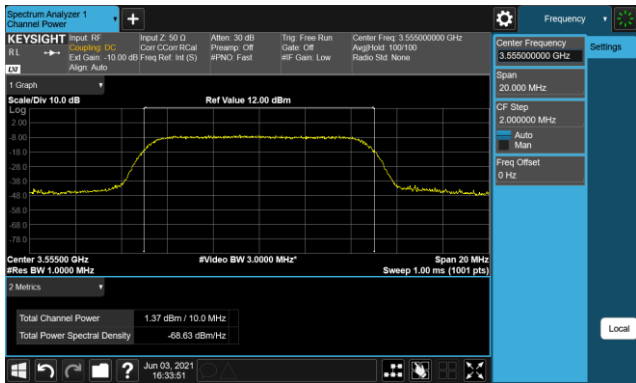 Spectrum Analyzer 1
Channel Power
+
Frequency
KEYSIGHT
RL
LXI
Input: RF
Coupling: DC
Ext Gain: -10.00 dB
Align: Auto
Input Z: 50 Ω
Corr CCorr RCal
Freq Ref: Int (S)
Atten: 30 dB
Preamp: Off
#PNO: Fast
Trig: Free Run
Gate: Off
#IF Gain: Low
Center Freq: 3.555000000 GHz
Avg|Hold: 100/100
Radio Std: None
Center Frequency
3.555000000 GHz
Settings
Span
20.000 MHz
CF Step
2.000000 MHz
Auto
Man
Freq Offset
0 Hz
1 Graph
Scale/Div 10.0 dB
Ref Value 12.00 dBm
Log
2.00
-8.00
-18.0
-28.0
-38.0
-48.0
-58.0
-68.0
-78.0
Center 3.55500 GHz
#Video BW 3.0000 MHz*
Span 20 MHz
#Res BW 1.0000 MHz
Sweep 1.00 ms (1001 pts)
2 Metrics
Total Channel Power 1.37 dBm / 10.0 MHz
Total Power Spectral Density -68.63 dBm/Hz
Local
?
Jun 03, 2021
16:33:51